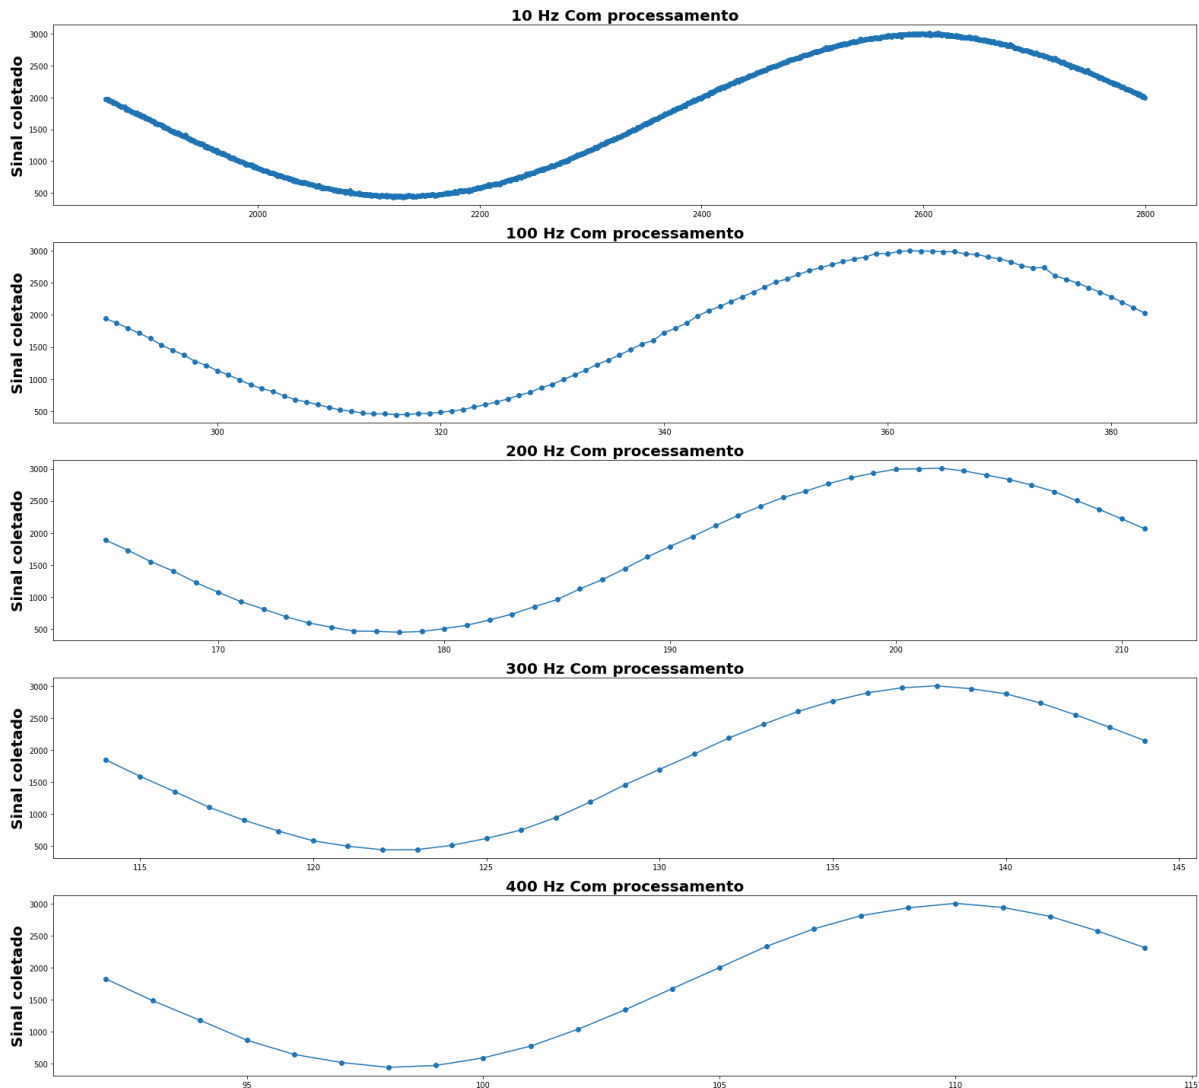 10 Hz Com processamento
Sinal coletado
3000
2500
2000
1500
1000
500
2000 2200 2400 2600 2800
100 Hz Com processamento
Sinal coletado
3000
2500
2000
1500
1000
500
300 320 340 360 380
200 Hz Com processamento
Sinal coletado
3000
2500
2000
1500
1000
500
170 180 190 200 210
300 Hz Com processamento
Sinal coletado
3000
2500
2000
1500
1000
500
115 120 125 130 135 140 145
400 Hz Com processamento
Sinal coletado
3000
2500
2000
1500
1000
500
95 100 105 110 115